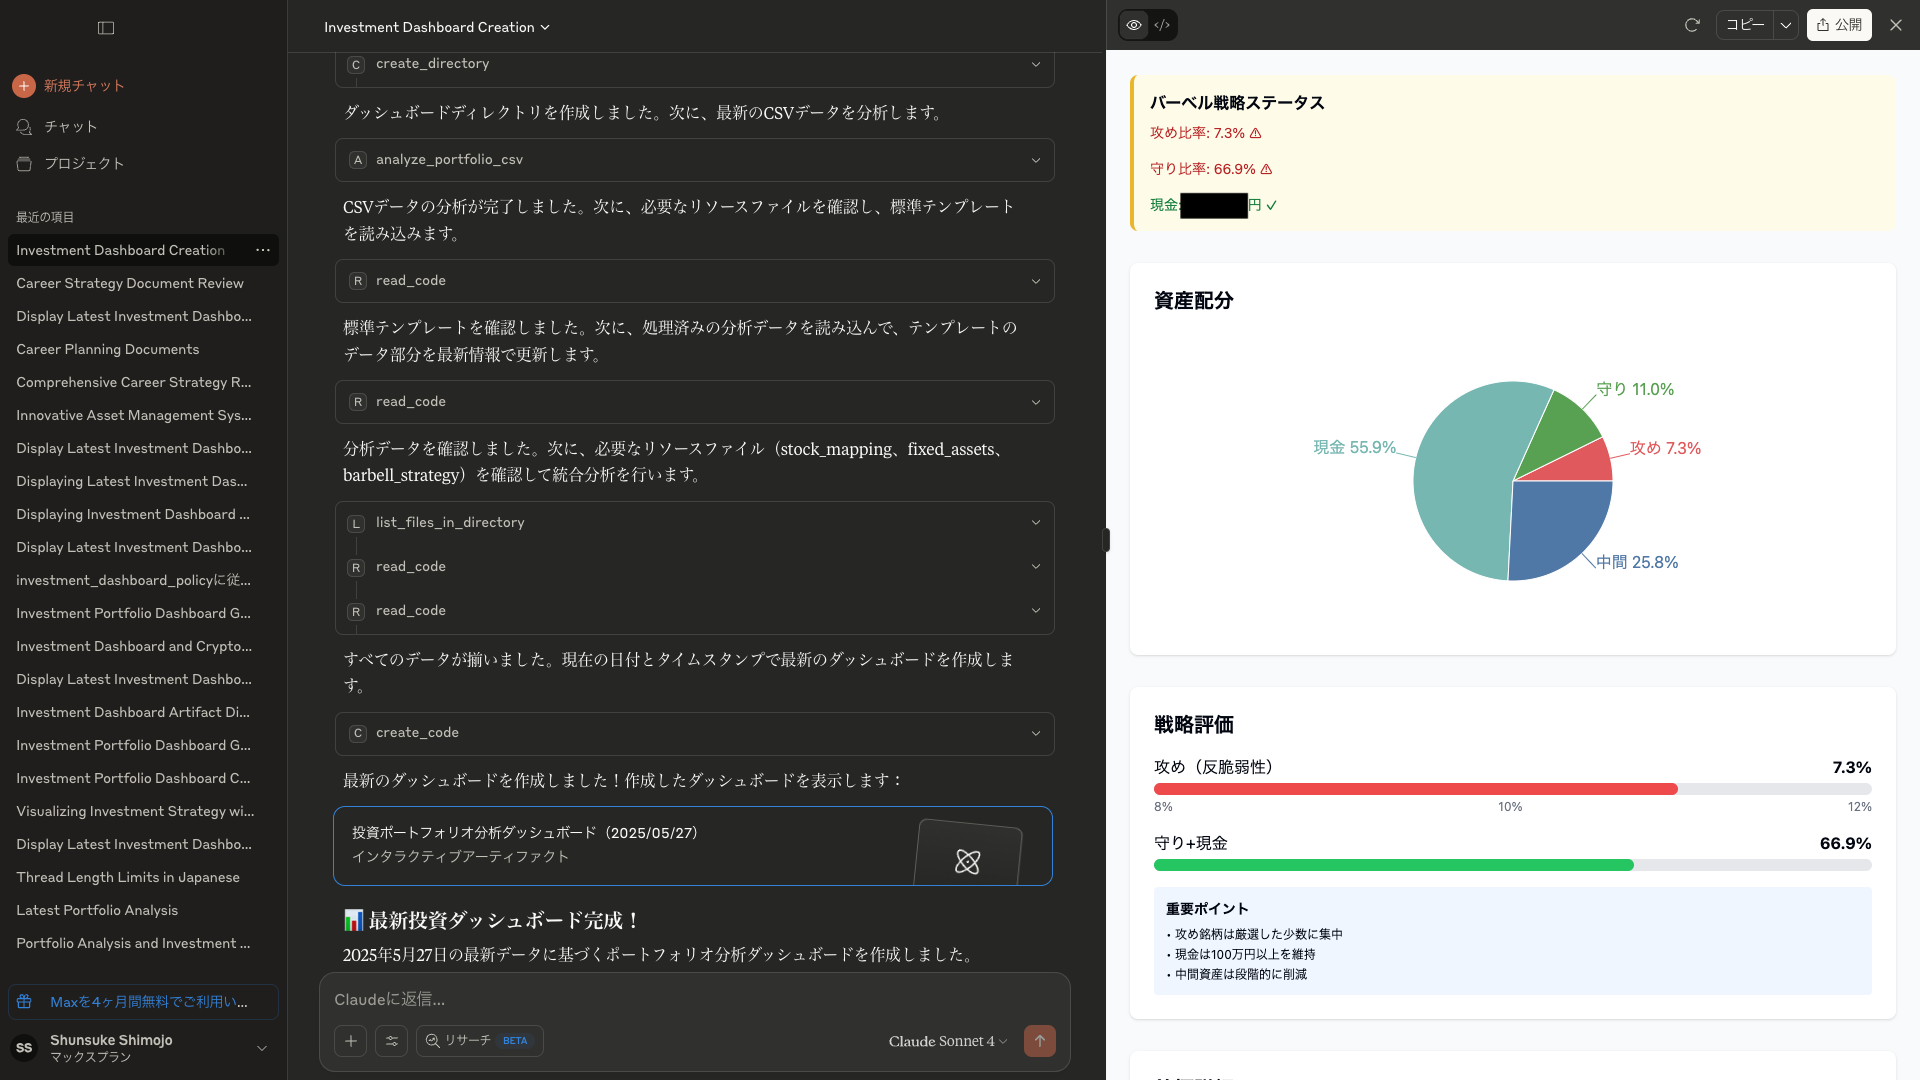 新規チャット
チャット
プロジェクト
最近の項目
Investment Dashboard Creation
Career Strategy Document Review
Display Latest Investment Dashbo...
Career Planning Documents
Comprehensive Career Strategy R...
Innovative Asset Management Sys...
Display Latest Investment Dashbo...
Displaying Latest Investment Das...
Displaying Investment Dashboard ...
Display Latest Investment Dashbo...
investment_dashboard_policyに従...
Investment Portfolio Dashboard G...
Investment Dashboard and Crypto...
Display Latest Investment Dashbo...
Investment Dashboard Artifact Di...
Investment Portfolio Dashboard G...
Investment Portfolio Dashboard C...
Visualizing Investment Strategy wi...
Display Latest Investment Dashbo...
Thread Length Limits in Japanese
Latest Portfolio Analysis
Portfolio Analysis and Investment ...
Maxを4ヶ月間無料でご利用い...
SS
Shunsuke Shimojo
マックスプラン
Investment Dashboard Creation
C create_directory
ダッシュボードディレクトリを作成しました。次に、最新のCSVデータを分析します。
A analyze_portfolio_csv
CSVデータの分析が完了しました。次に、必要なリソースファイルを確認し、標準テンプレート
を読み込みます。
R read_code
標準テンプレートを確認しました。次に、処理済みの分析データを読み込んで、テンプレートの
データ部分を最新情報で更新します。
R read_code
分析データを確認しました。次に、必要なリソースファイル（stock_mapping、fixed_assets、
barbell_strategy）を確認して統合分析を行います。
L list_files_in_directory
R read_code
R read_code
すべてのデータが揃いました。現在の日付とタイムスタンプで最新のダッシュボードを作成しま
す。
C create_code
最新のダッシュボードを作成しました！作成したダッシュボードを表示します：
投資ポートフォリオ分析ダッシュボード（2025/05/27）
インタラクティブアーティファクト
📊 最新投資ダッシュボード完成！
2025年5月27日の最新データに基づくポートフォリオ分析ダッシュボードを作成しました。
Claudeに返信...
リサーチ BETA
Claude Sonnet 4
コピー
公開
バーベル戦略ステータス
攻め比率: 7.3% ⚠
守り比率: 66.9% ⚠
現金: 円 ✓
資産配分
守り 11.0%
現金 55.9%
攻め 7.3%
中間 25.8%
戦略評価
攻め（反脆弱性） 7.3%
8% 10% 12%
守り+現金 66.9%
重要ポイント
• 攻め銘柄は厳選した少数に集中
• 現金は100万円以上を維持
• 中間資産は段階的に削減